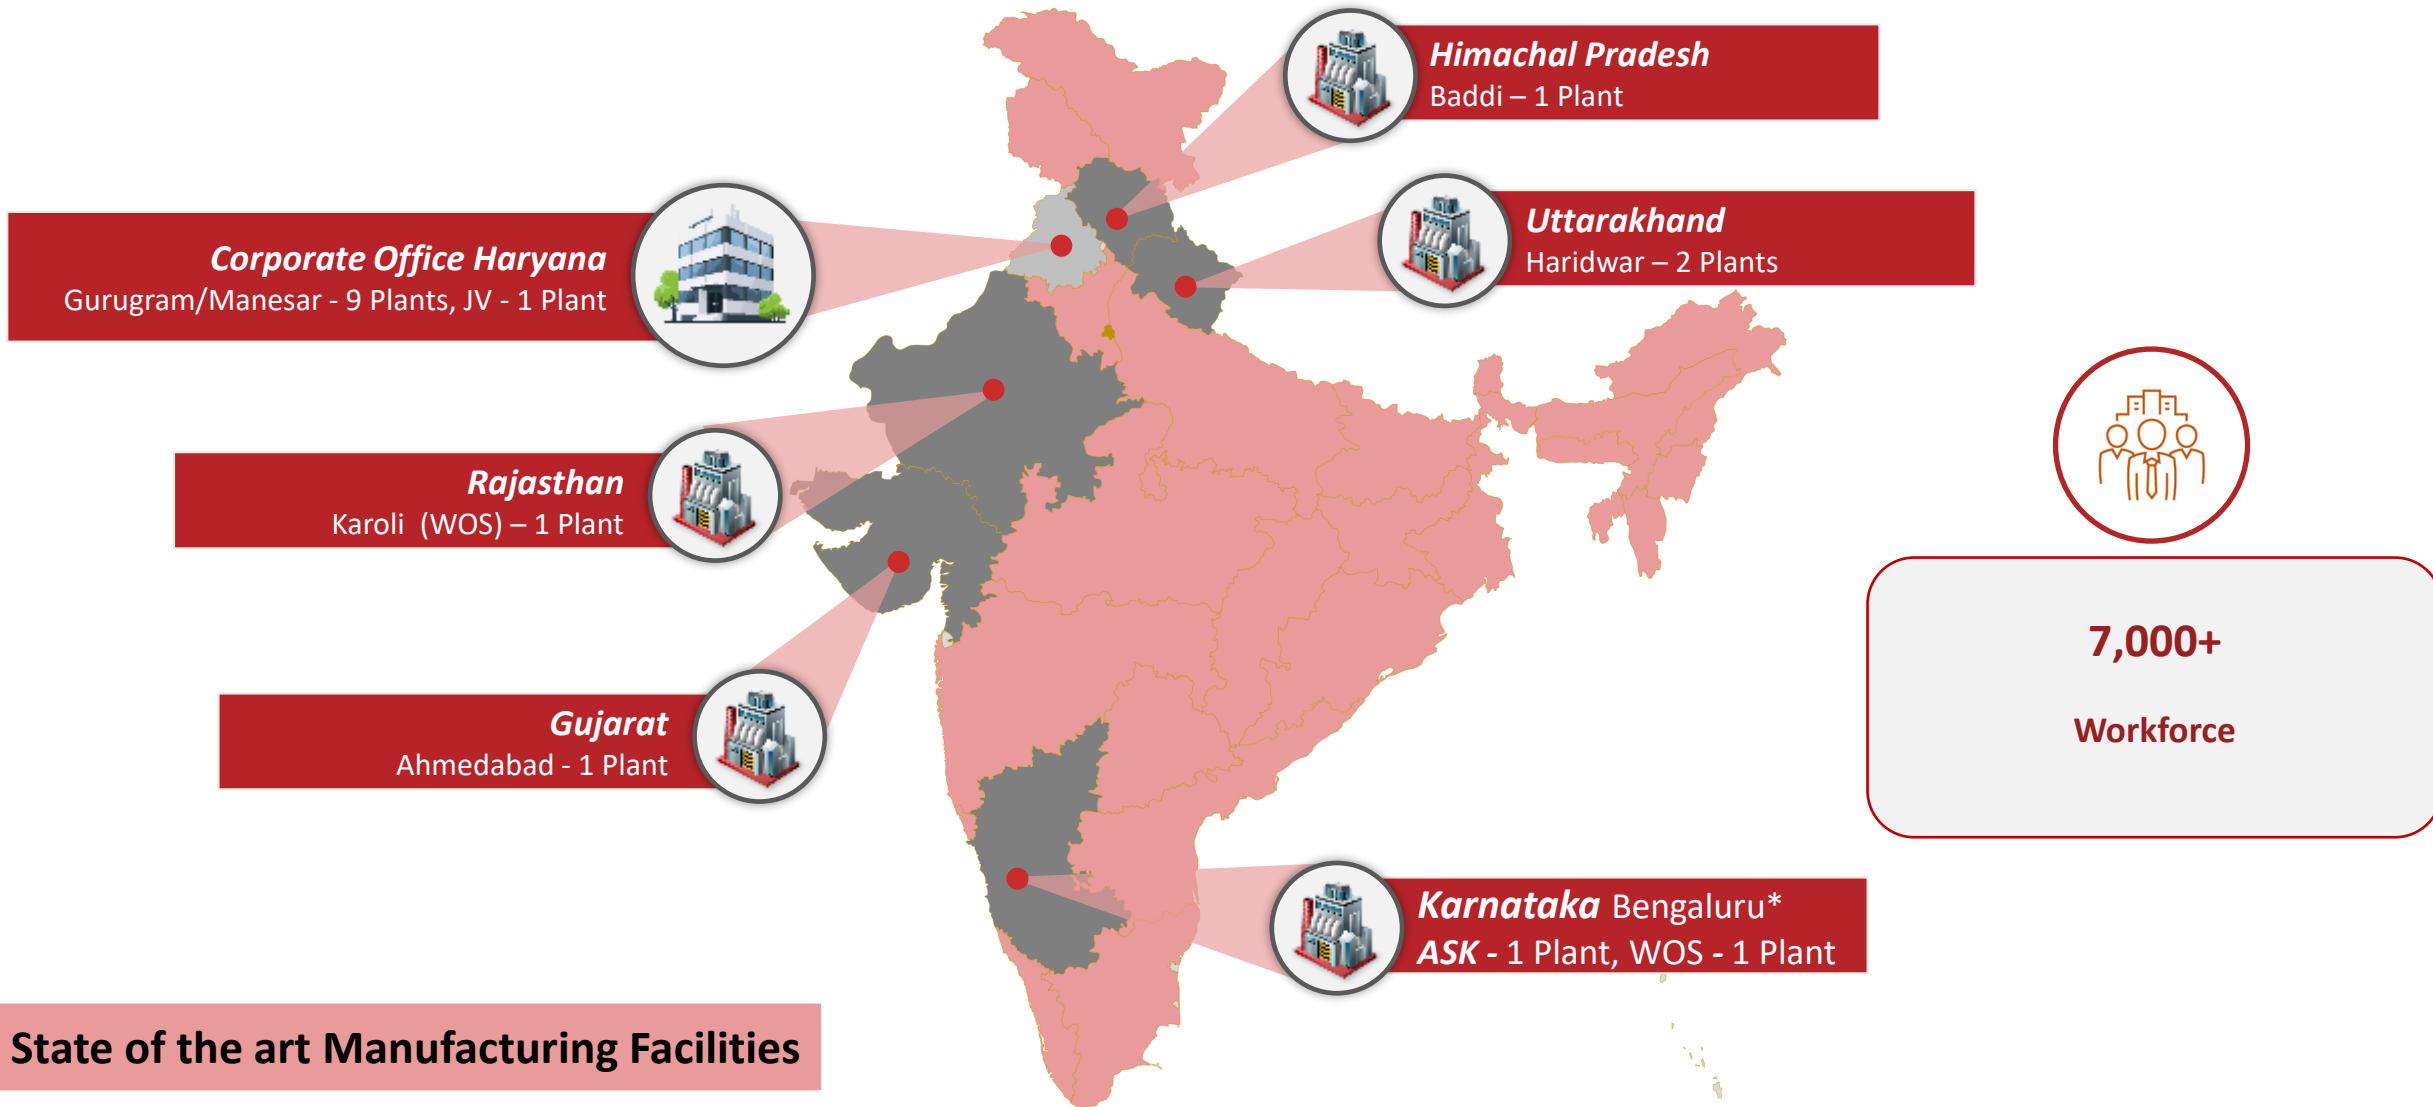 Himachal Pradesh
Baddi – 1 Plant
Corporate Office Haryana
Gurugram/Manesar - 9 Plants, JV - 1 Plant
Uttarakhand
Haridwar – 2 Plants
Rajasthan
Karoli (WOS) – 1 Plant
7,000+
Workforce
Gujarat
Ahmedabad - 1 Plant
Karnataka Bengaluru*
ASK - 1 Plant, WOS - 1 Plant
State of the art Manufacturing Facilities